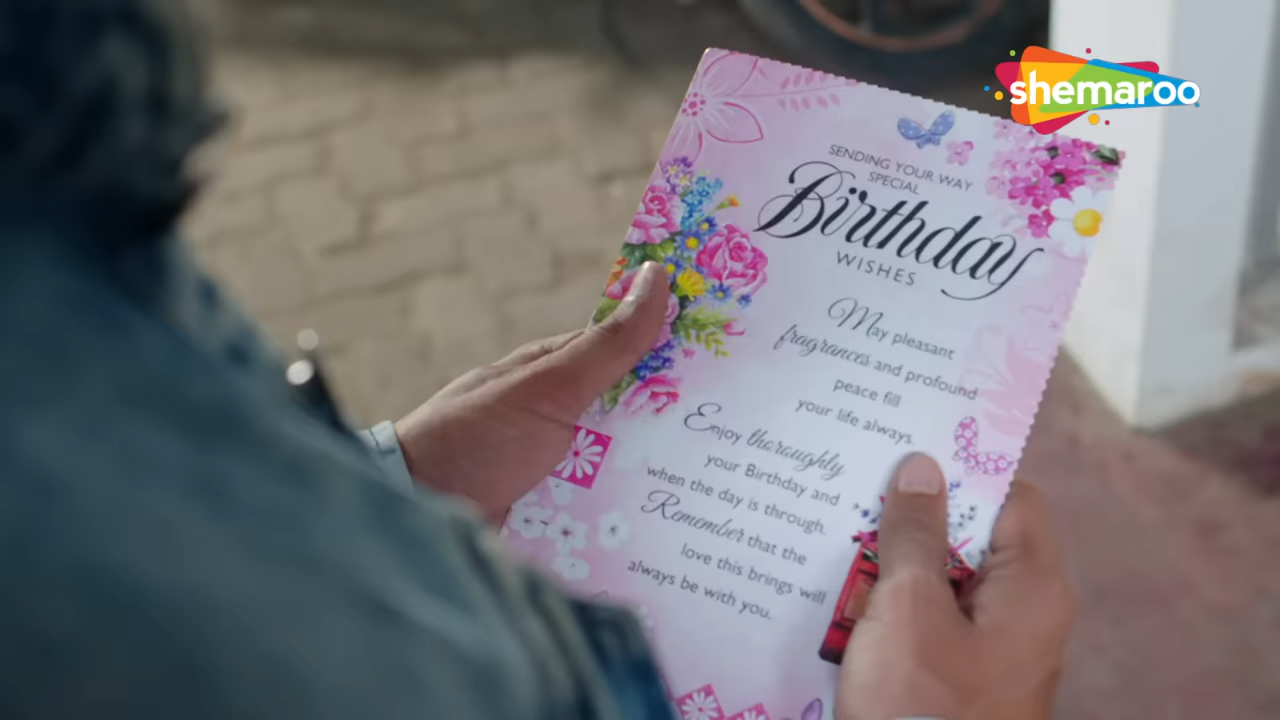 shemaroo
SENDING YOUR WAY
SPECIAL
Birthday
WISHES
May pleasant
fragrances and profound
peace fill
your life always.
Enjoy thoroughly
your Birthday and
when the day is through.
Remember that the
love this brings will
always be with you.